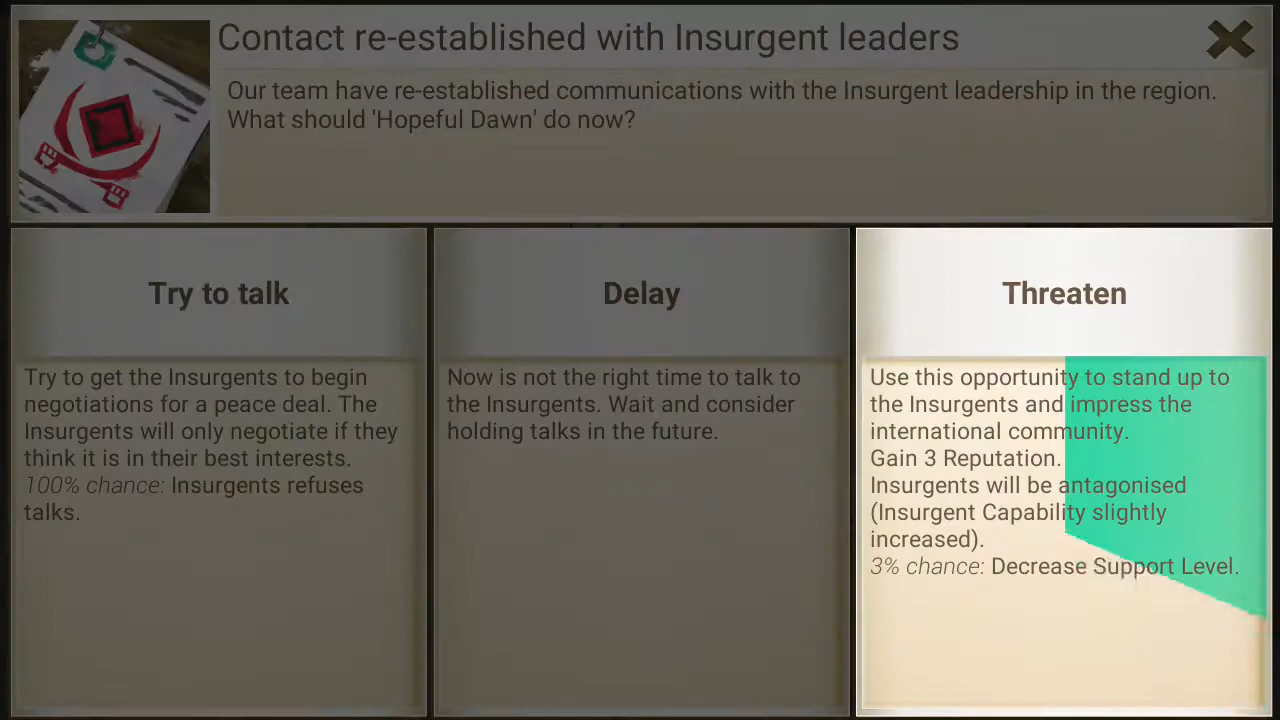 Contact re-established with Insurgent leaders
Our team have re-established communications with the Insurgent leadership in the region.
What should 'Hopeful Dawn' do now?
Try to talk
Try to get the Insurgents to begin
negotiations for a peace deal. The
Insurgents will only negotiate if they
think it is in their best interests.
100% chance: Insurgents refuses
talks.
Delay
Now is not the right time to talk to
the Insurgents. Wait and consider
holding talks in the future.
Threaten
Use this opportunity to stand up to
the Insurgents and impress the
international community.
Gain 3 Reputation.
Insurgents will be antagonised
(Insurgent Capability slightly
increased).
3% chance: Decrease Support Level.